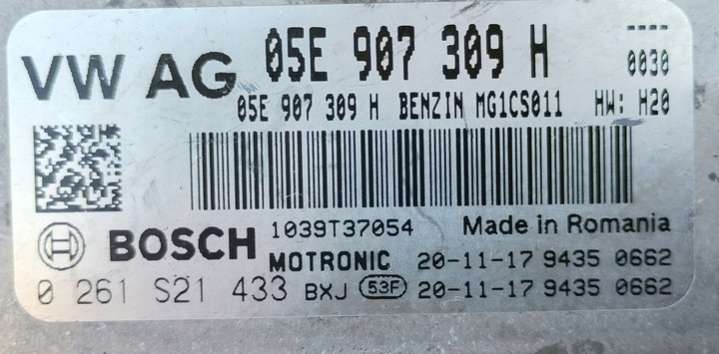 VW AG 05E 907 309 H ----
0030
05E 907 309 H BENZIN MG1CS011 HW: H20
BOSCH 1039T37054 Made in Romania
MOTRONIC 20-11-17 9435 0662
0 261 S21 433 BXJ 53F 20-11-17 9435 0662